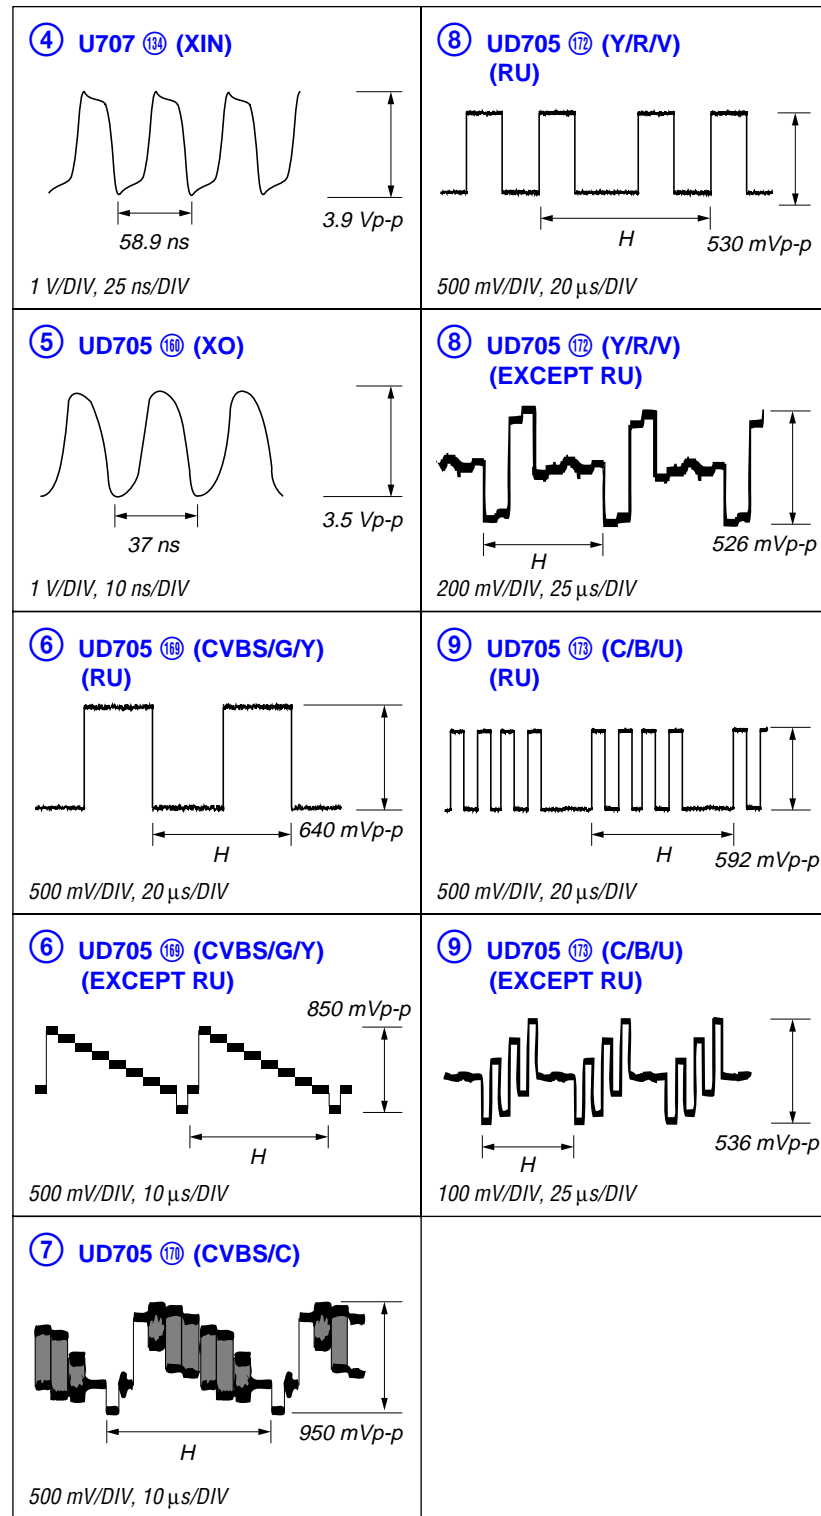 ④ U707 ⑬④ (XIN)
3.9 Vp-p
58.9 ns
1 V/DIV, 25 ns/DIV
⑤ UD705 ⑯⓪ (XO)
3.5 Vp-p
37 ns
1 V/DIV, 10 ns/DIV
⑥ UD705 ⑯⑨ (CVBS/G/Y)
(RU)
640 mVp-p
H
500 mV/DIV, 20 µs/DIV
⑥ UD705 ⑯⑨ (CVBS/G/Y)
(EXCEPT RU)
850 mVp-p
H
500 mV/DIV, 10 µs/DIV
⑦ UD705 ⑰⓪ (CVBS/C)
950 mVp-p
H
500 mV/DIV, 10 µs/DIV
⑧ UD705 ⑰② (Y/R/V)
(RU)
H
530 mVp-p
500 mV/DIV, 20 µs/DIV
⑧ UD705 ⑰② (Y/R/V)
(EXCEPT RU)
526 mVp-p
H
200 mV/DIV, 25 µs/DIV
⑨ UD705 ⑰③ (C/B/U)
(RU)
H
592 mVp-p
500 mV/DIV, 20 µs/DIV
⑨ UD705 ⑰③ (C/B/U)
(EXCEPT RU)
536 mVp-p
H
100 mV/DIV, 25 µs/DIV